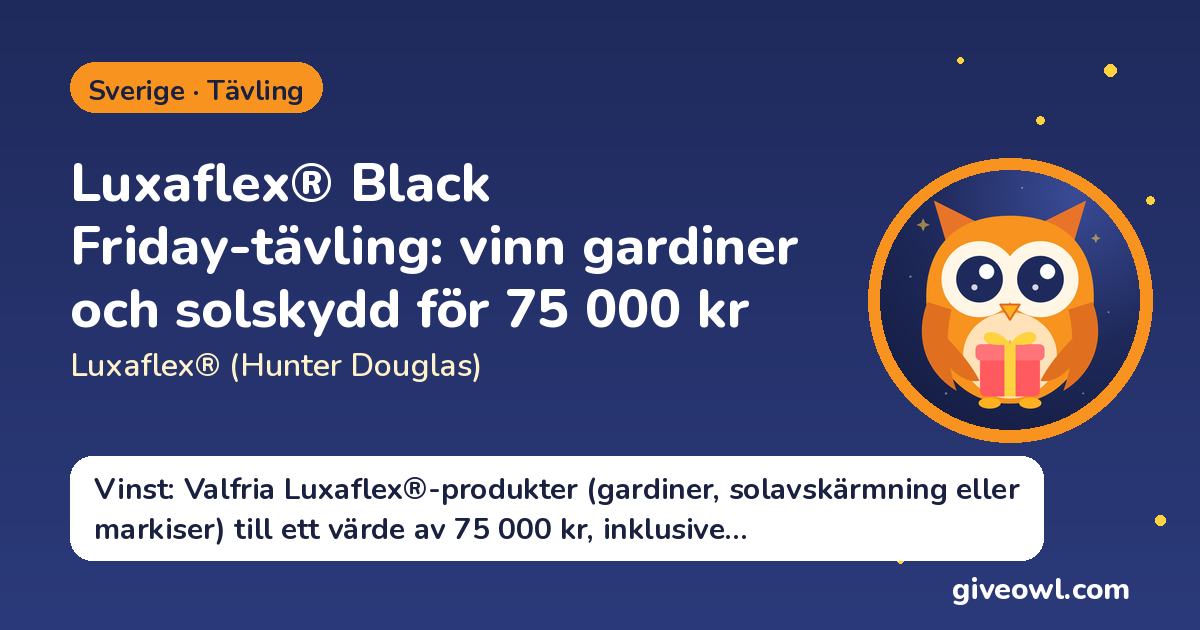 Sverige · Tävling
Luxaflex® Black
Friday-tävling: vinn gardiner
och solskydd för 75 000 kr
Luxaflex® (Hunter Douglas)
Vinst: Valfria Luxaflex®-produkter (gardiner, solavskärmning eller
markiser) till ett värde av 75 000 kr, inklusive...
giveowl.com